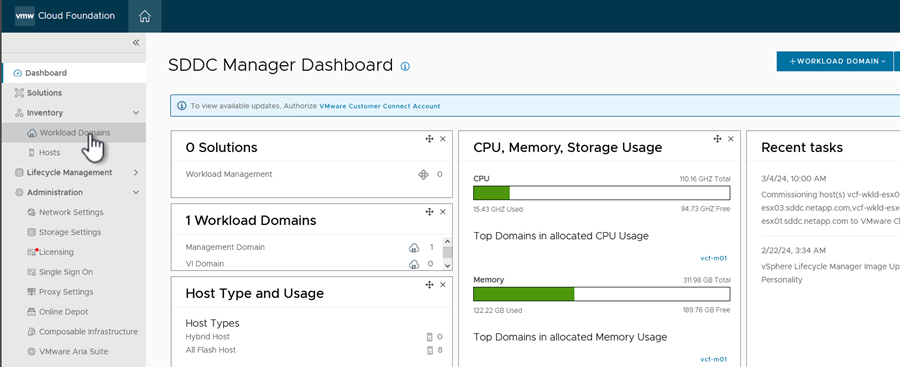 vmw Cloud Foundation
Dashboard
Solutions
Inventory
Workload Domains
Hosts
Lifecycle Management
Administration
Network Settings
Storage Settings
Licensing
Single Sign On
Proxy Settings
Online Depot
Composable Infrastructure
VMware Aria Suite
SDDC Manager Dashboard
+ WORKLOAD DOMAIN
To view available updates, Authorize VMware Customer Connect Account
0 Solutions
Workload Management 0
1 Workload Domains
Management Domain 1
VI Domain 0
Host Type and Usage
Host Types
Hybrid Host 0
All Flash Host 8
CPU, Memory, Storage Usage
CPU 110.16 GHZ Total
15.43 GHZ Used 94.73 GHZ Free
Top Domains in allocated CPU Usage
vcf-m01
Memory 311.98 GB Total
122.22 GB Used 189.76 GB Free
Top Domains in allocated Memory Usage
vcf-m01
Recent tasks
3/4/24, 10:00 AM
Commissioning host(s) vcf-wkld-esx
esx03.sddc.netapp.com,vcf-wkld-esx
esx01.sddc.netapp.com to VMware Cl
2/22/24, 3:34 AM
vSphere Lifecycle Manager Image Up
Personality